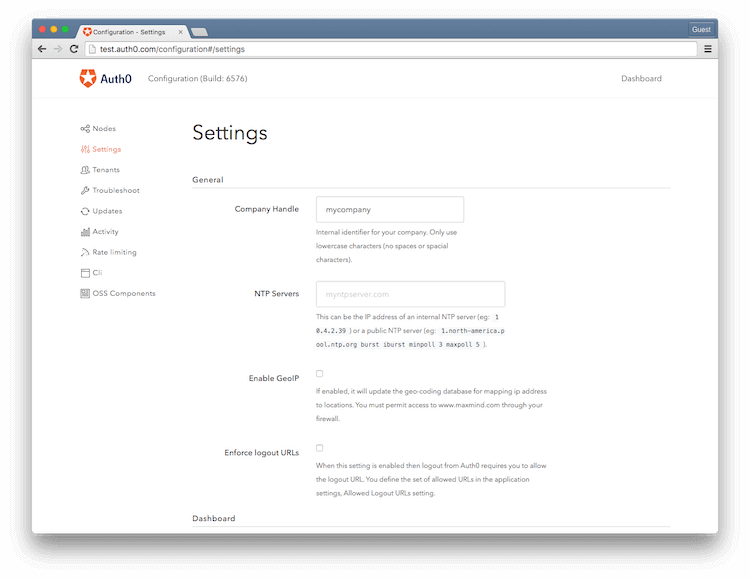 Configuration - Settings
Guest
test.auth0.com/configuration#/settings
Auth0 Configuration (Build: 6576) Dashboard
Nodes
Settings
Tenants
Troubleshoot
Updates
Activity
Rate limiting
Cli
OSS Components
Settings
General
Company Handle
mycompany
Internal identifier for your company. Only use
lowercase characters (no spaces or spaial
characters).
NTP Servers
myntpserver.com
This can be the IP address of an internal NTP server (eg: 1
0.4.2.39 ) or a public NTP server (eg: 1.north-america.p
ool.ntp.org burst iburst minpoll 3 maxpoll 5 ).
Enable GeoIP
If enabled, it will update the geo-coding database for mapping ip address
to locations. You must permit access to www.maxmind.com through your
firewall.
Enforce logout URLs
When this setting is enabled then logout from Auth0 requires you to allow
the logout URL. You define the set of allowed URLs in the application
settings, Allowed Logout URLs setting.
Dashboard